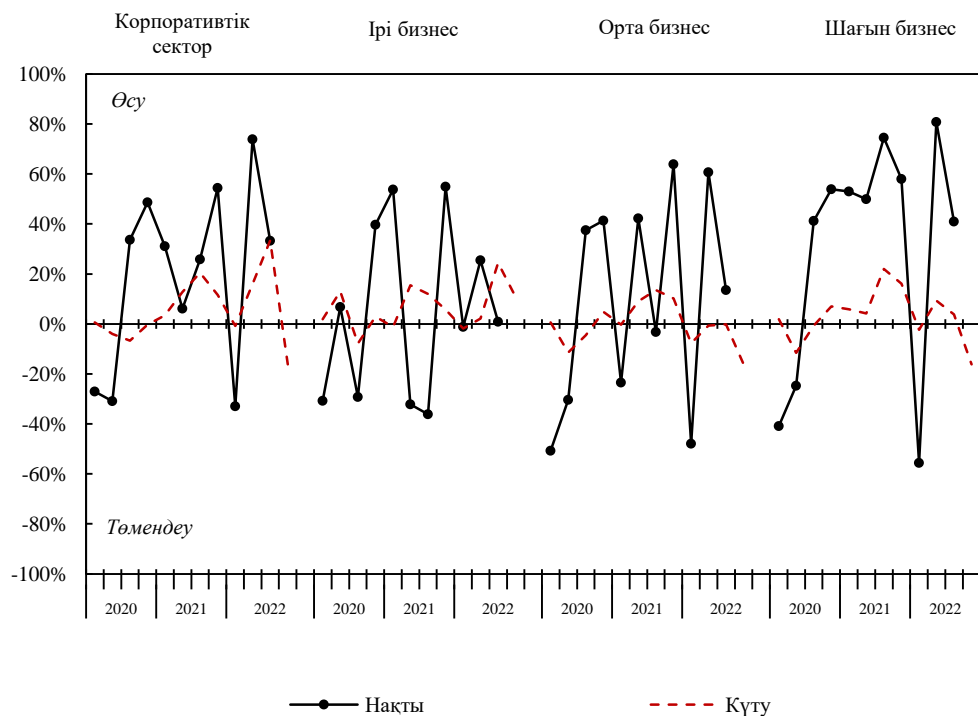 Корпоративтік
сектор
Ірі бизнес
Орта бизнес
Шағын бизнес
100%
Өсу
80%
60%
40%
20%
0%
-20%
-40%
-60%
-80%
Төмендеу
-100%
2020 2021 2022 2020 2021 2022 2020 2021 2022 2020 2021 2022
Нақты Күту